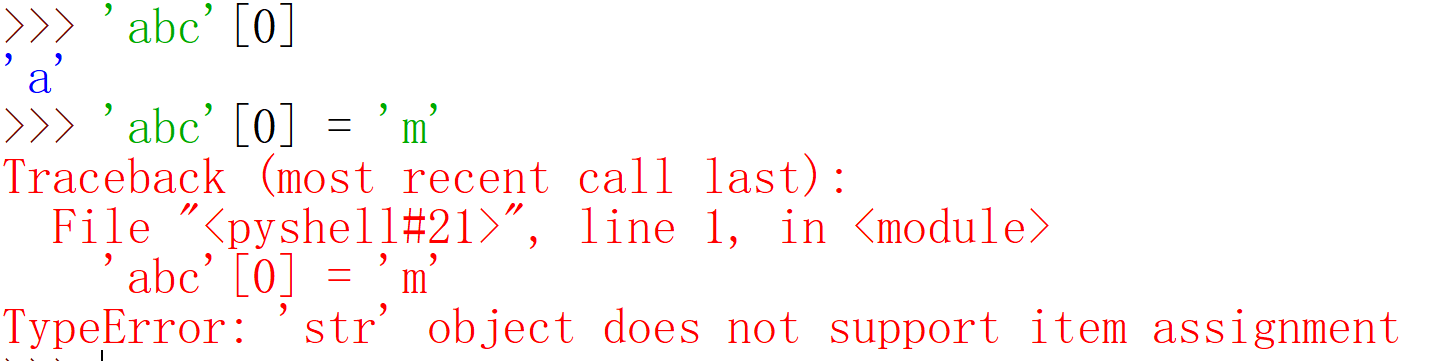 >>> 'abc'[0]
'a'
>>> 'abc'[0] = 'm'
Traceback (most recent call last):
  File "<pyshell#21>", line 1, in <module>
    'abc'[0] = 'm'
TypeError: 'str' object does not support item assignment
>>>